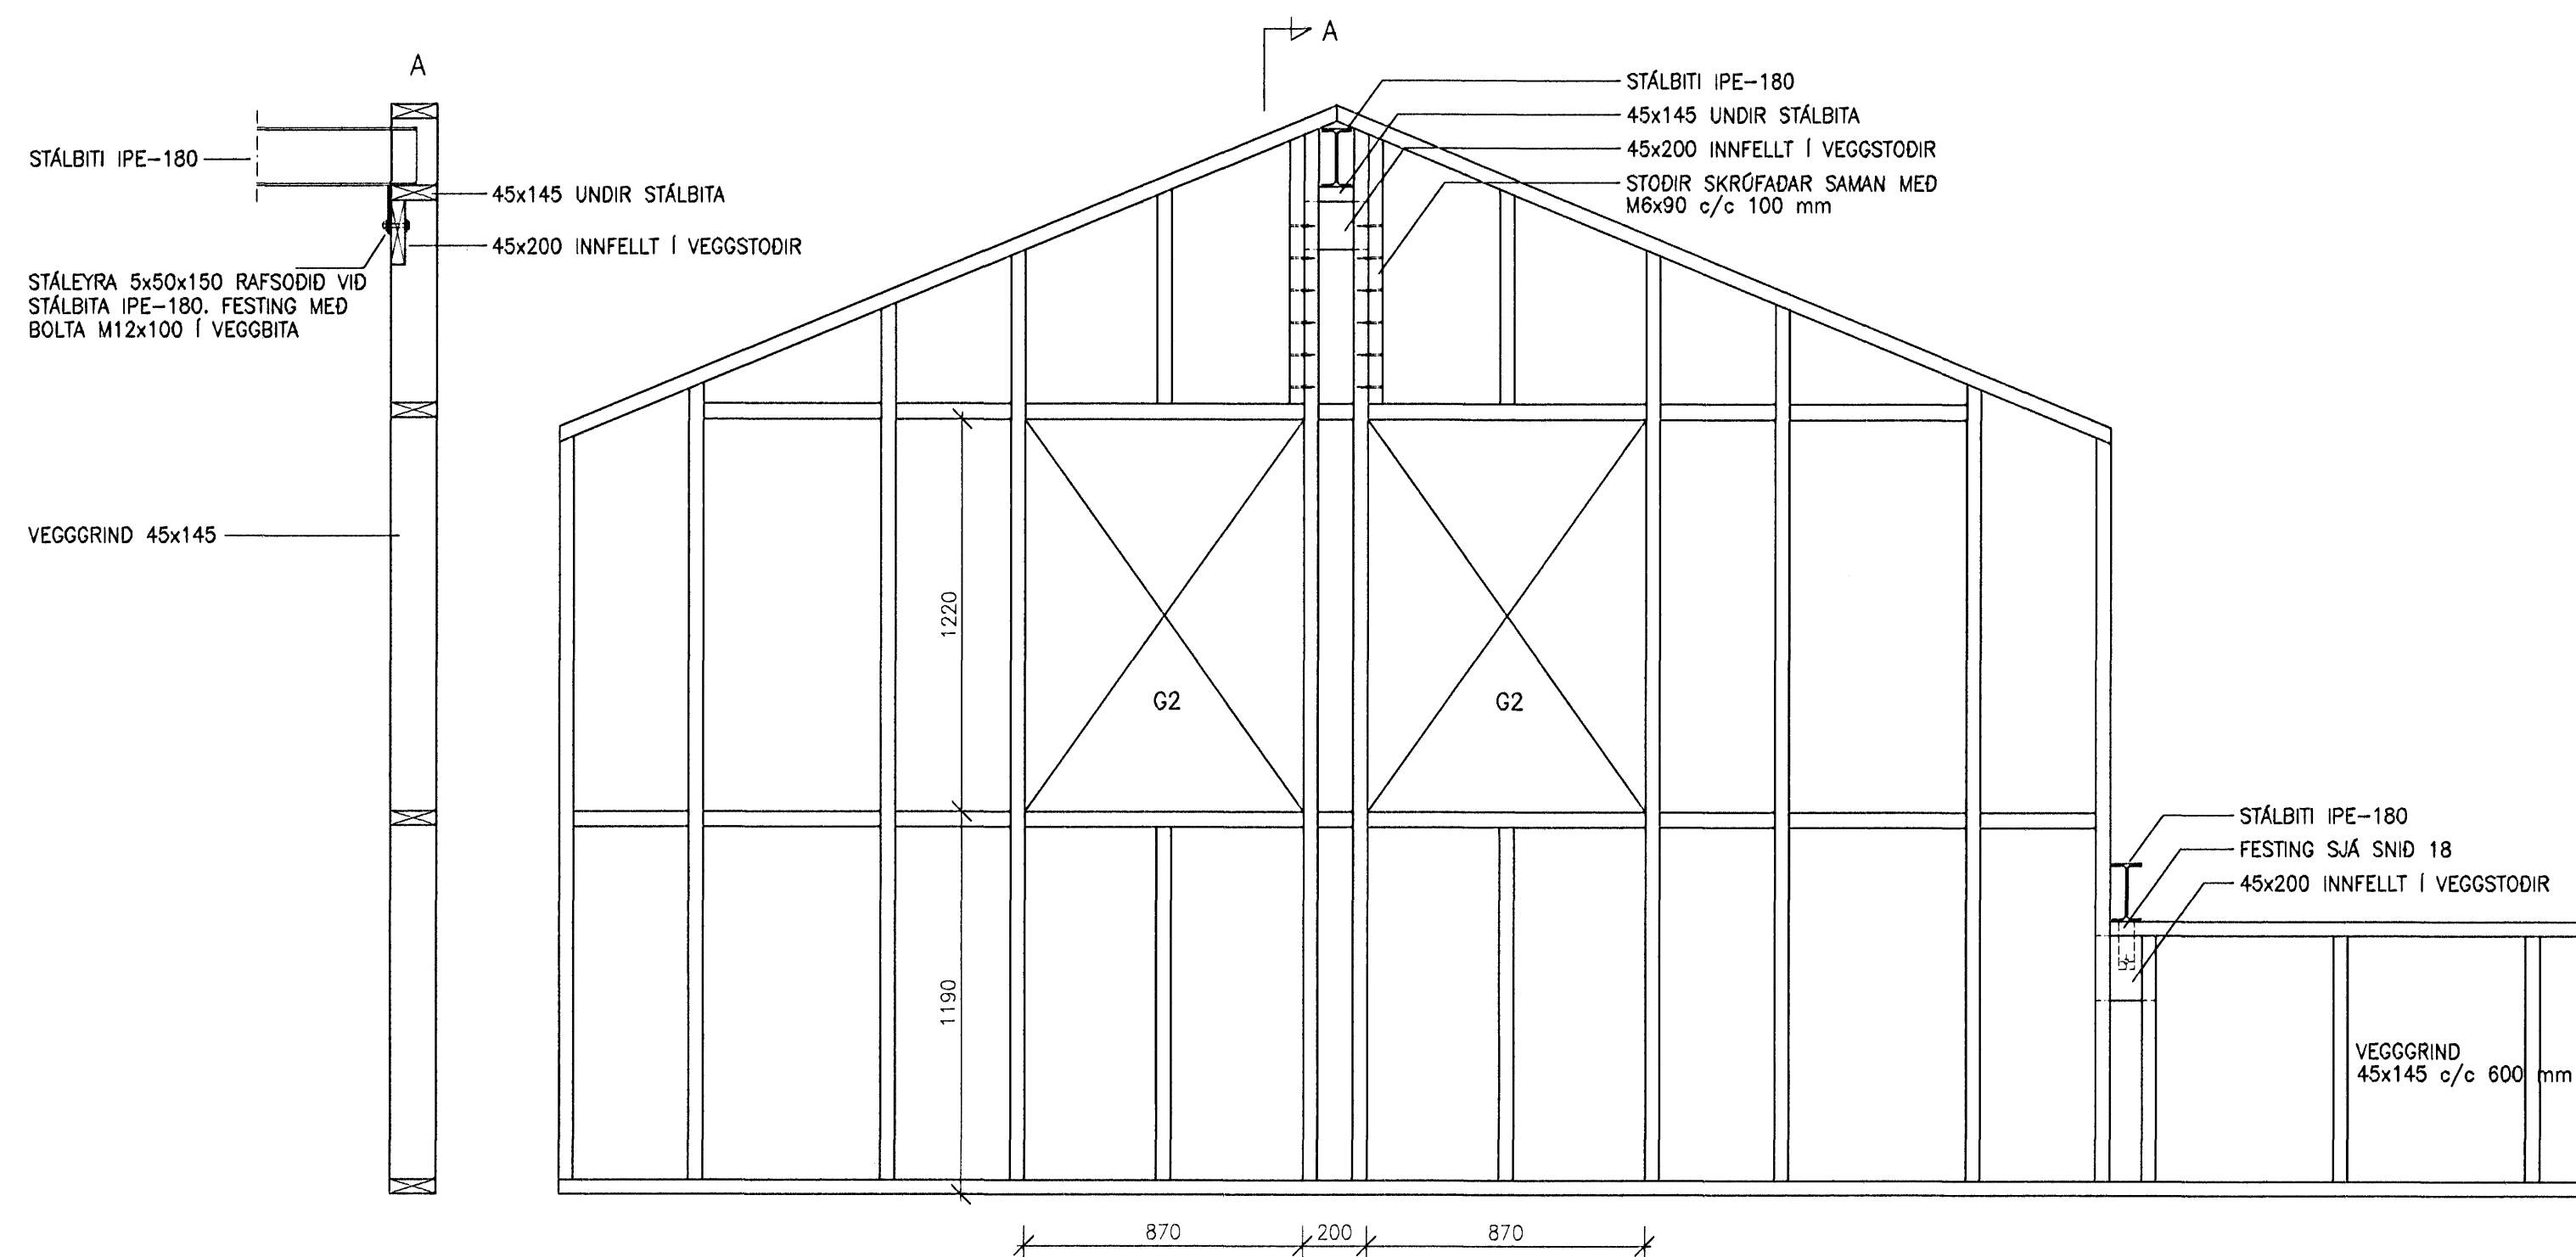 A
STÁLBITI IPE-180
45x145 UNDIR STÁLBITA
45x200 INNFELLT Í VEGGSTOÐIR
STÁLEYRA 5x50x150 RAFSOÐIÐ VIÐ
STÁLBITA IPE-180. FESTING MEÐ
BOLTA M12x100 Í VEGGBITA
VEGGGRIND 45x145
A
STÁLBITI IPE-180
45x145 UNDIR STÁLBITA
45x200 INNFELLT Í VEGGSTOÐIR
STOÐIR SKRÚFAÐAR SAMAN MEÐ
M6x90 c/c 100 mm
1220
G2
G2
1190
STÁLBITI IPE-180
FESTING SJÁ SNIÐ 18
45x200 INNFELLT Í VEGGSTOÐIR
VEGGGRIND
45x145 c/c 600 mm
870
200
870